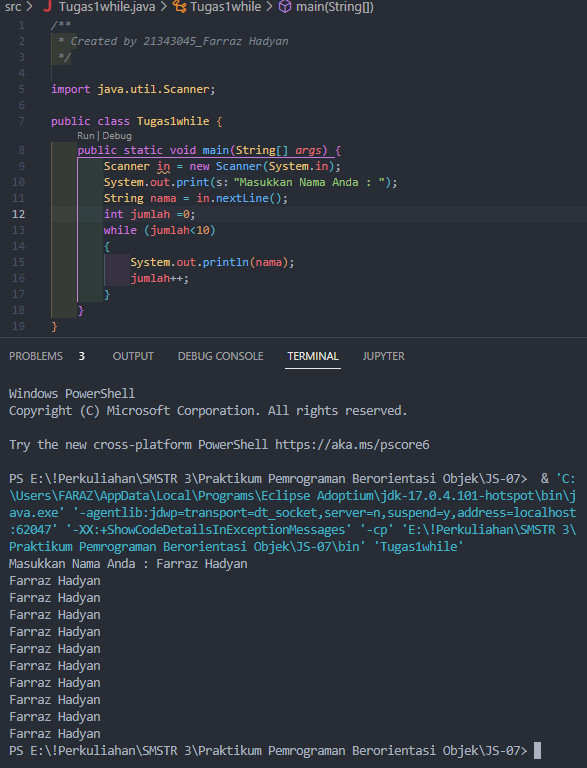 src > J Tugas1while.java > Tugas1while > main(String[])
1 /**
2 * Created by 21343045_Farraz Hadyan
3 */
4
5 import java.util.Scanner;
6
7 public class Tugas1while {
Run | Debug
8 public static void main(String[] args) {
9 Scanner in = new Scanner(System.in);
10 System.out.print(s: "Masukkan Nama Anda : ");
11 String nama = in.nextLine();
12 int jumlah =0;
13 while (jumlah<10)
14 {
15 System.out.println(nama);
16 jumlah++;
17 }
18 }
19 }
PROBLEMS 3 OUTPUT DEBUG CONSOLE TERMINAL JUPYTER
Windows PowerShell
Copyright (C) Microsoft Corporation. All rights reserved.
Try the new cross-platform PowerShell https://aka.ms/pscore6
PS E:\!Perkuliahan\SMSTR 3\Praktikum Pemrograman Berorientasi Objek\JS-07> & 'C:
\Users\FARAZ\AppData\Local\Programs\Eclipse Adoptium\jdk-17.0.4.101-hotspot\bin\j
ava.exe' '-agentlib:jdwp=transport=dt_socket,server=n,suspend=y,address=localhost
:62047' '-XX:+ShowCodeDetailsInExceptionMessages' '-cp' 'E:\!Perkuliahan\SMSTR 3\
Praktikum Pemrograman Berorientasi Objek\JS-07\bin' 'Tugas1while'
Masukkan Nama Anda : Farraz Hadyan
Farraz Hadyan
Farraz Hadyan
Farraz Hadyan
Farraz Hadyan
Farraz Hadyan
Farraz Hadyan
Farraz Hadyan
Farraz Hadyan
Farraz Hadyan
Farraz Hadyan
PS E:\!Perkuliahan\SMSTR 3\Praktikum Pemrograman Berorientasi Objek\JS-07>